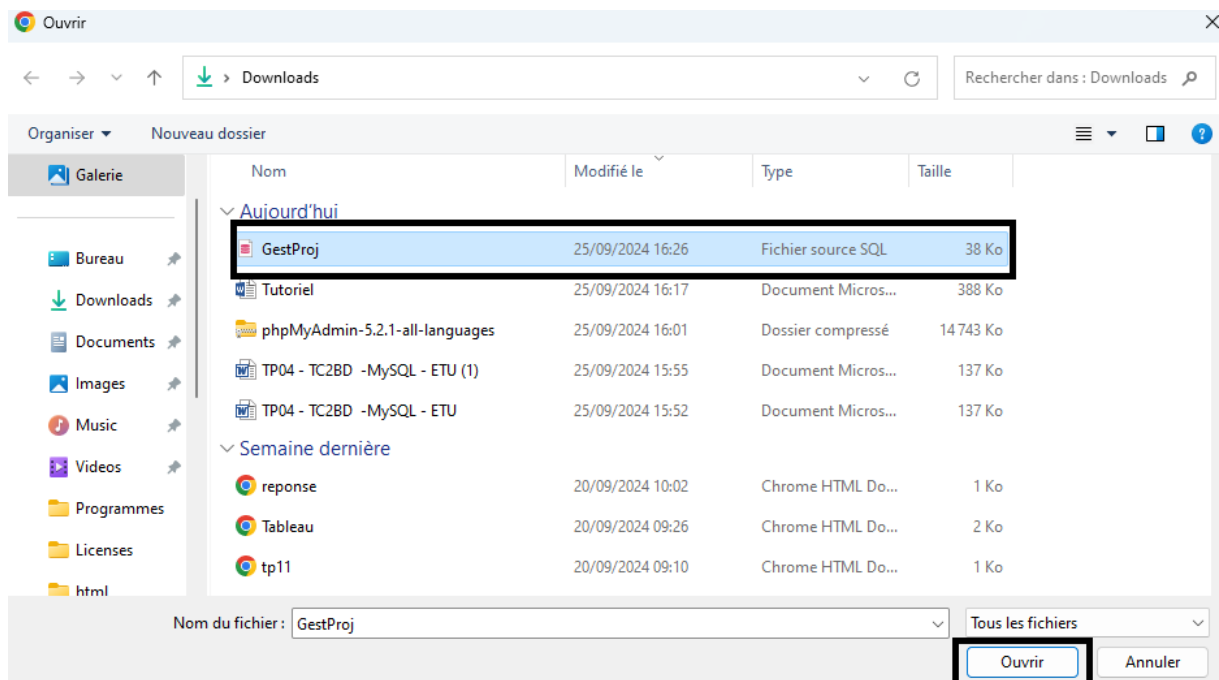 Ouvrir
Downloads
Rechercher dans : Downloads
Organiser
Nouveau dossier
?
Galerie
Nom
Modifié le
Type
Taille
Aujourd'hui
GestProj 25/09/2024 16:26 Fichier source SQL 38 Ko
Bureau
Tutoriel 25/09/2024 16:17 Document Micros... 388 Ko
Downloads
phpMyAdmin-5.2.1-all-languages 25/09/2024 16:01 Dossier compressé 14 743 Ko
Documents
TP04 - TC2BD -MySQL - ETU (1) 25/09/2024 15:55 Document Micros... 137 Ko
Images
TP04 - TC2BD -MySQL - ETU 25/09/2024 15:52 Document Micros... 137 Ko
Music
Semaine dernière
Videos
reponse 20/09/2024 10:02 Chrome HTML Do... 1 Ko
Programmes
Tableau 20/09/2024 09:26 Chrome HTML Do... 2 Ko
Licenses
tp11 20/09/2024 09:10 Chrome HTML Do... 1 Ko
html
Nom du fichier : GestProj
Tous les fichiers
Ouvrir
Annuler